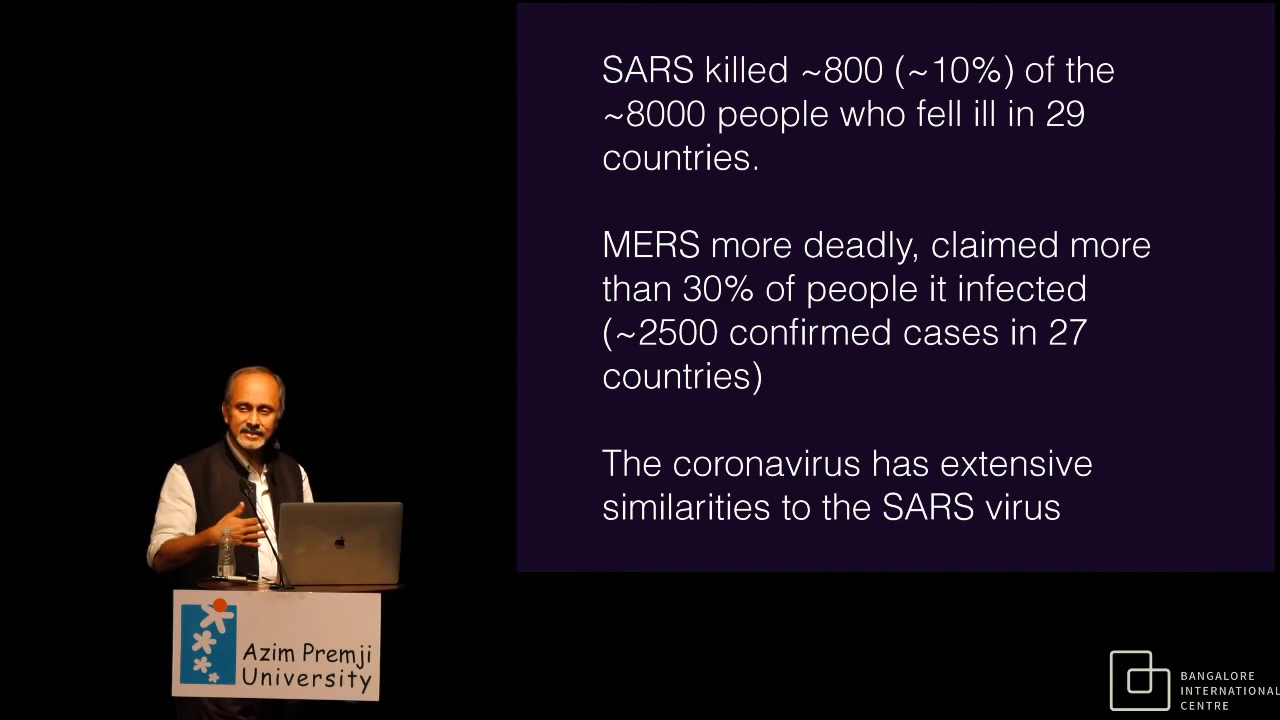 SARS killed ~800 (~10%) of the
~8000 people who fell ill in 29
countries.
MERS more deadly, claimed more
than 30% of people it infected
(~2500 confirmed cases in 27
countries)
The coronavirus has extensive
similarities to the SARS virus
Azim Premji
University
BANGALORE
INTERNATIONAL
CENTRE